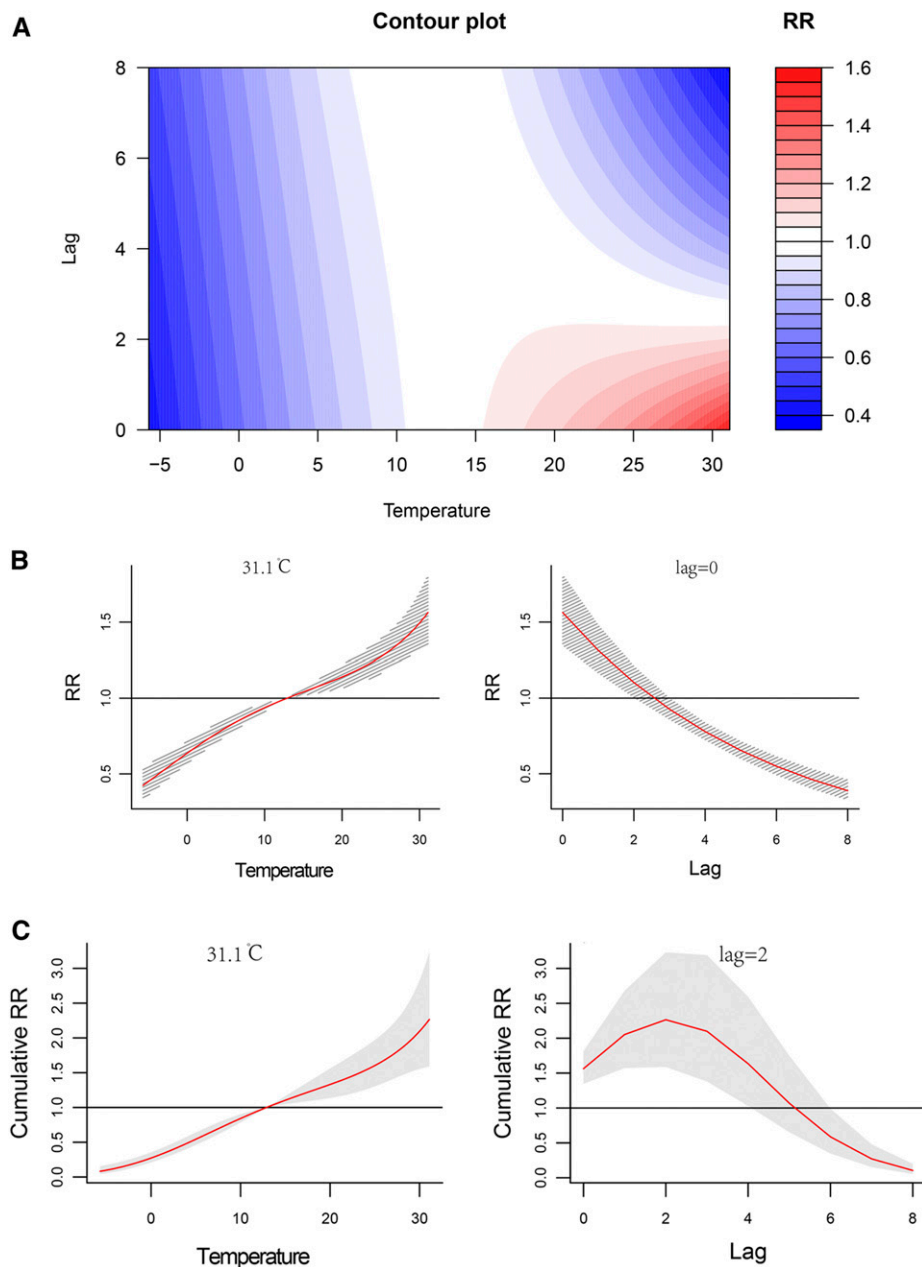 A
Contour plot
RR
8
6
4
2
0
Lag
−5 0 5 10 15 20 25 30
Temperature
1.6
1.4
1.2
1.0
0.8
0.6
0.4
B
31.1℃
RR
1.5
1.0
0.5
0 10 20 30
Temperature
lag=0
RR
1.5
1.0
0.5
0 2 4 6 8
Lag
C
31.1℃
Cumulative RR
3.0
2.5
2.0
1.5
1.0
0.5
0.0
0 10 20 30
Temperature
lag=2
Cumulative RR
3.0
2.5
2.0
1.5
1.0
0.5
0.0
0 2 4 6 8
Lag